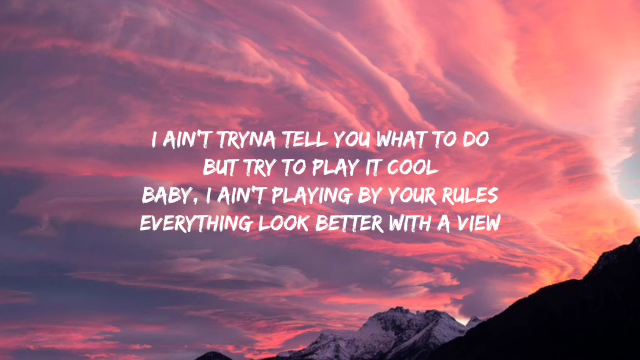 I AIN'T TRYNA TELL YOU WHAT TO DO
BUT TRY TO PLAY IT COOL
BABY, I AIN'T PLAYING BY YOUR RULES
EVERYTHING LOOK BETTER WITH A VIEW